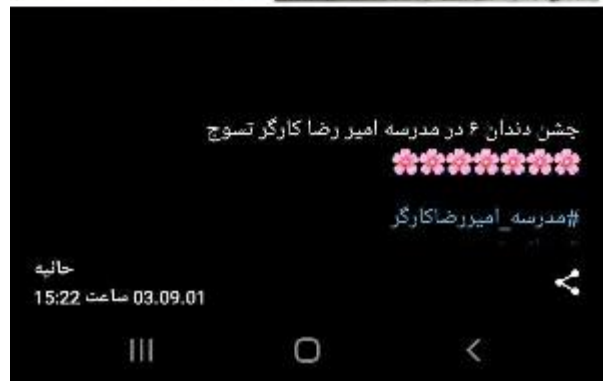 جشن دندان ۶ در مدرسه امیر رضا کارگر تسوج
🌸🌸🌸🌸🌸🌸🌸
#مدرسه_امیررضاکارگر
حانیه
03.09.01 ساعت 15:22